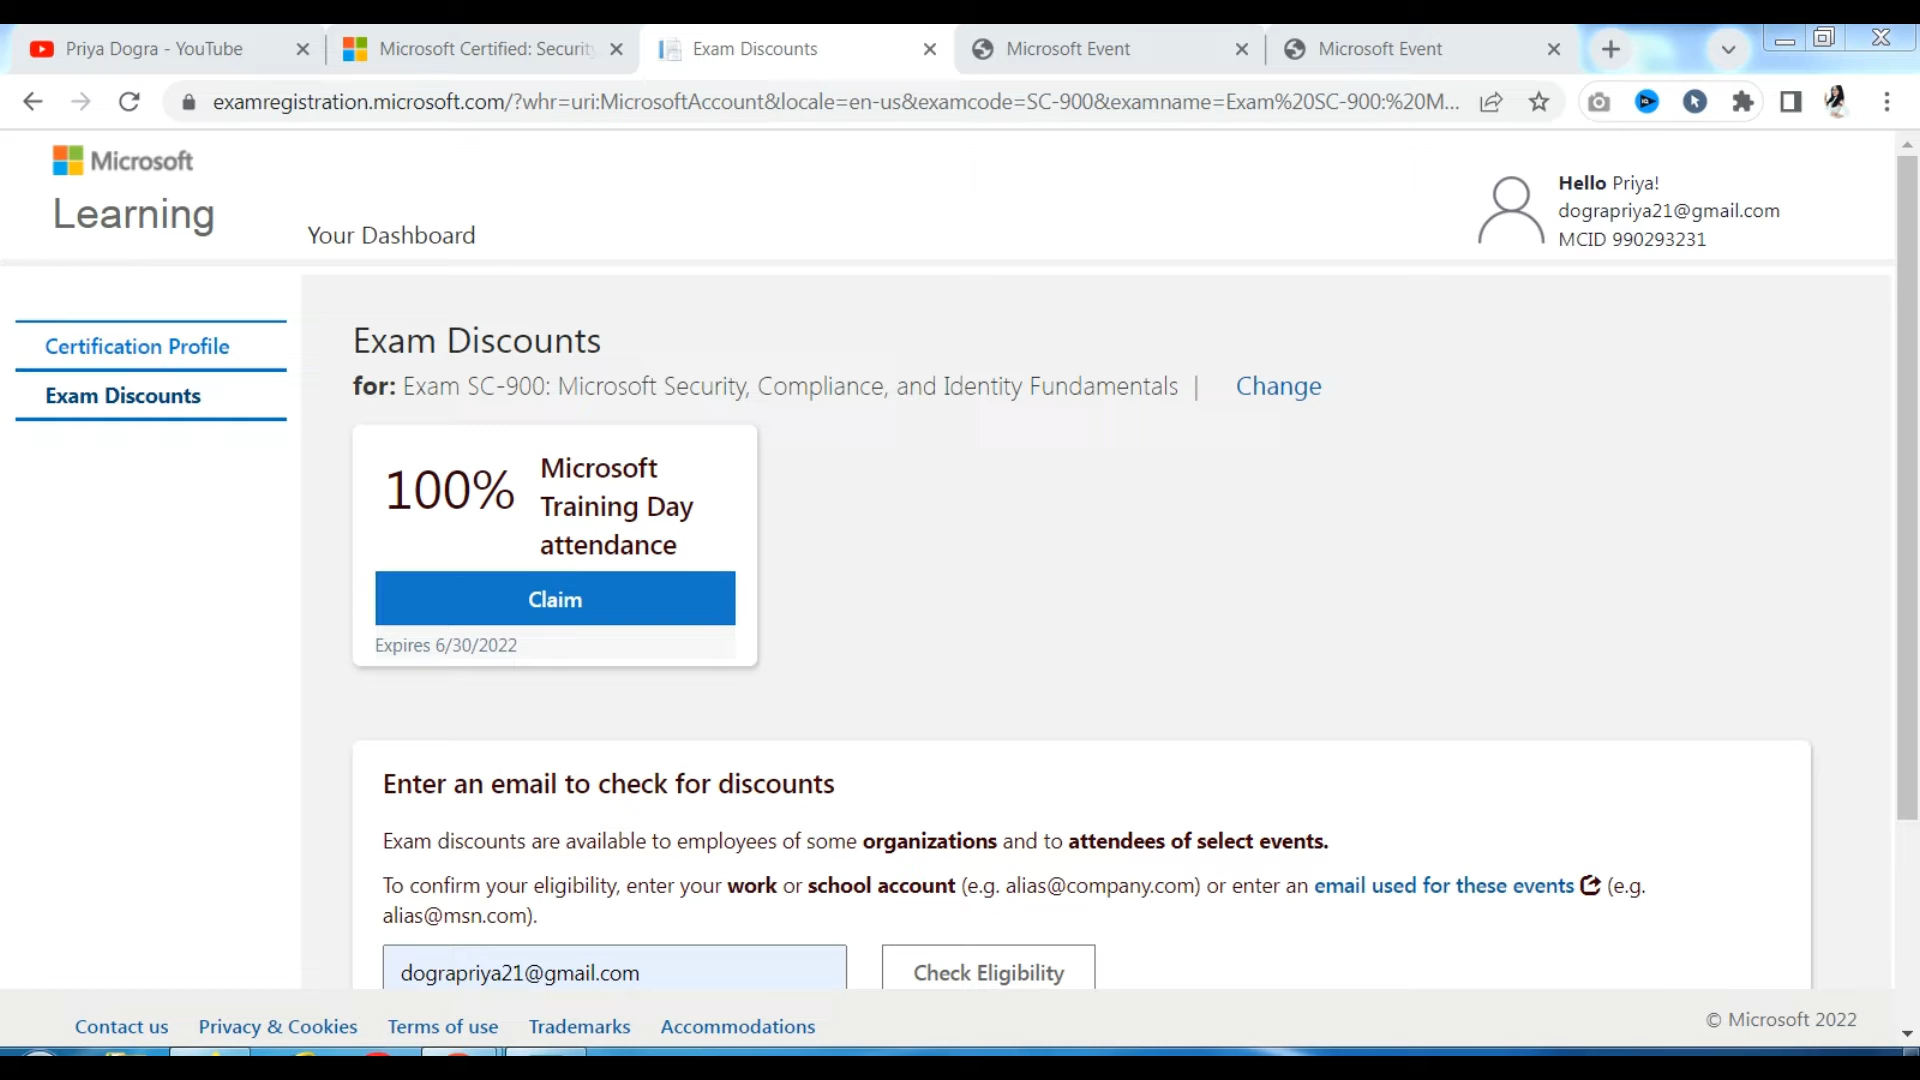 Priya Dogra - YouTube
Microsoft Certified: Security
Exam Discounts
Microsoft Event
Microsoft Event
examregistration.microsoft.com/?whr=uri:MicrosoftAccount&locale=en-us&examcode=SC-900&examname=Exam%20SC-900:%20M...
Microsoft
Learning
Your Dashboard
Hello Priya!
dograpriya21@gmail.com
MCID 990293231
Certification Profile
Exam Discounts
Exam Discounts
for: Exam SC-900: Microsoft Security, Compliance, and Identity Fundamentals | Change
100%
Microsoft
Training Day
attendance
Claim
Expires 6/30/2022
Enter an email to check for discounts
Exam discounts are available to employees of some organizations and to attendees of select events.
To confirm your eligibility, enter your work or school account (e.g. alias@company.com) or enter an email used for these events (e.g.
alias@msn.com).
dograpriya21@gmail.com
Check Eligibility
Contact us Privacy & Cookies Terms of use Trademarks Accommodations
© Microsoft 2022